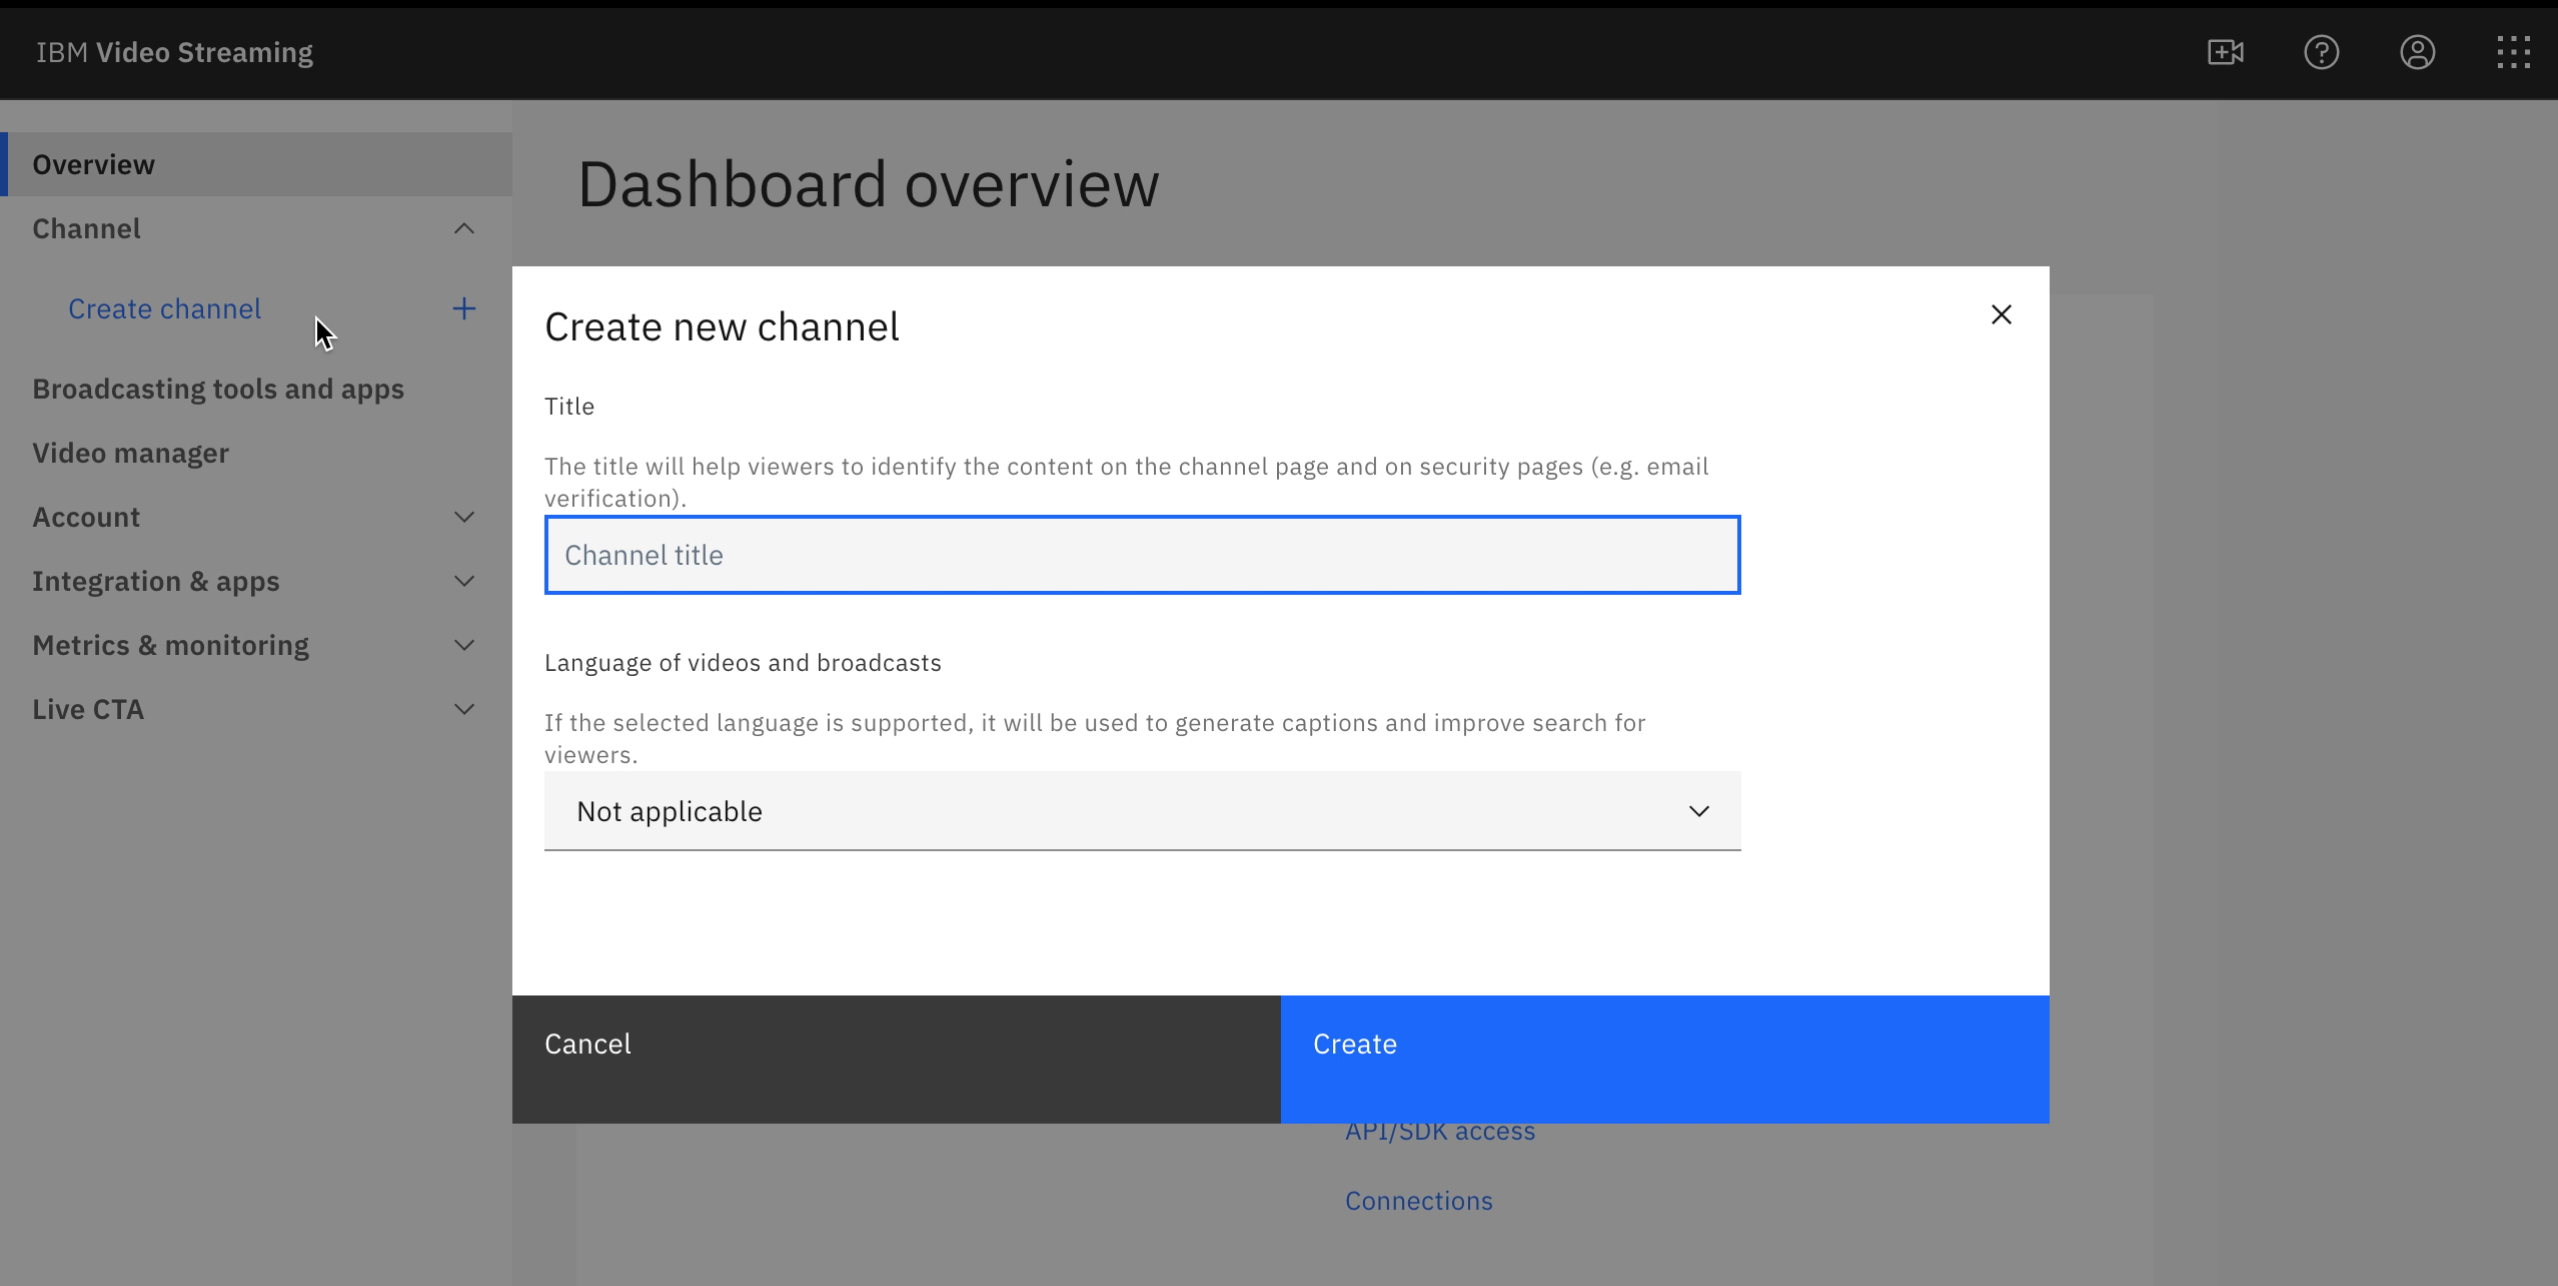 IBM Video Streaming
Overview
Channel
Create channel
Broadcasting tools and apps
Video manager
Account
Integration & apps
Metrics & monitoring
Live CTA
Dashboard overview
Create new channel
Title
The title will help viewers to identify the content on the channel page and on security pages (e.g. email
verification).
Channel title
Language of videos and broadcasts
If the selected language is supported, it will be used to generate captions and improve search for
viewers.
Not applicable
Cancel
Create
API/SDK access
Connections